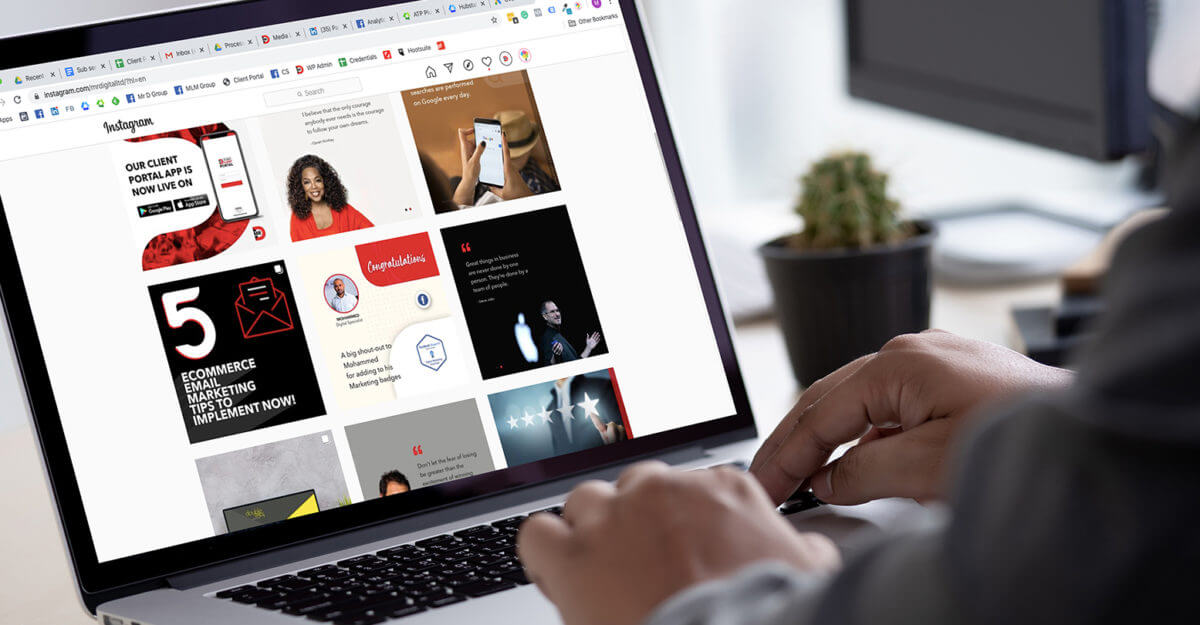 Recent
Sub so
Client P
Inbox (
Proces
Media
(35) P
Analyt
ATP Pl
Hubsta
instagram.com/mrdigitalltd/?hl=en
Other Bookmarks
Apps
FB
Mr D Group
MLM Group
Client Portal
CS
WP Admin
Credentials
Hootsuite
Instagram
Search
OUR CLIENT
PORTAL APP IS
NOW LIVE ON
Google Play
App Store
I believe that the only courage
anybody ever needs is the courage
to follow your own dreams.
searches are performed
on Google every day.
5
ECOMMERCE
EMAIL
MARKETING
TIPS TO
IMPLEMENT NOW!
Congratulations
MOHAMMED
Digital Specialist
A big shout-out to
Mohammed
for adding to his
Marketing badges
Great things in business
are never done by one
person. They're done by a
team of people.
Don't let the fear of losing
be greater than the
excitement of winning